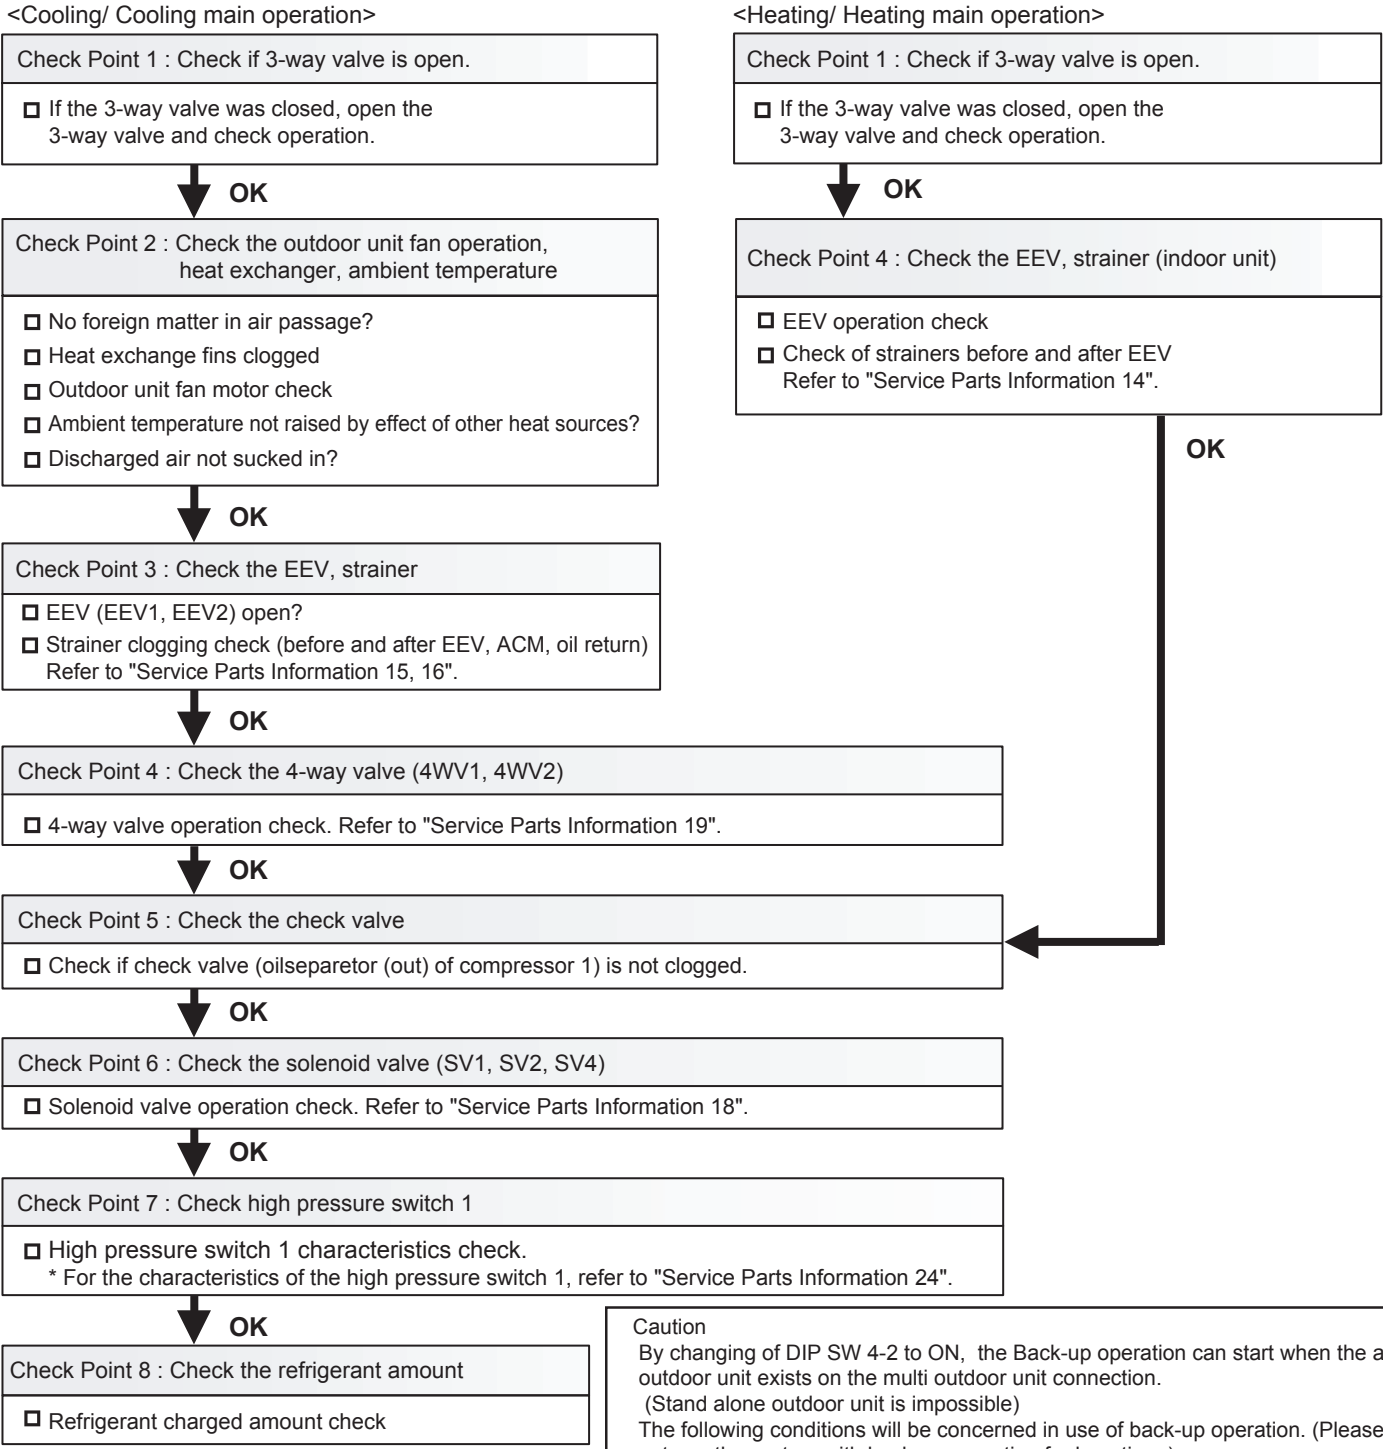 <Cooling/ Cooling main operation>
Check Point 1 : Check if 3-way valve is open.
If the 3-way valve was closed, open the
3-way valve and check operation.
OK
Check Point 2 : Check the outdoor unit fan operation,
heat exchanger, ambient temperature
No foreign matter in air passage?
Heat exchange fins clogged
Outdoor unit fan motor check
Ambient temperature not raised by effect of other heat sources?
Discharged air not sucked in?
OK
Check Point 3 : Check the EEV, strainer
EEV (EEV1, EEV2) open?
Strainer clogging check (before and after EEV, ACM, oil return)
Refer to "Service Parts Information 15, 16".
OK
Check Point 4 : Check the 4-way valve (4WV1, 4WV2)
4-way valve operation check. Refer to "Service Parts Information 19".
OK
<Heating/ Heating main operation>
Check Point 1 : Check if 3-way valve is open.
If the 3-way valve was closed, open the
3-way valve and check operation.
OK
Check Point 4 : Check the EEV, strainer (indoor unit)
EEV operation check
Check of strainers before and after EEV
Refer to "Service Parts Information 14".
OK
Check Point 5 : Check the check valve
Check if check valve (oilseparetor (out) of compressor 1) is not clogged.
OK
Check Point 6 : Check the solenoid valve (SV1, SV2, SV4)
Solenoid valve operation check. Refer to "Service Parts Information 18".
OK
Check Point 7 : Check high pressure switch 1
High pressure switch 1 characteristics check.
* For the characteristics of the high pressure switch 1, refer to "Service Parts Information 24".
OK
Check Point 8 : Check the refrigerant amount
Refrigerant charged amount check
Caution
By changing of DIP SW 4-2 to ON, the Back-up operation can start when the a
outdoor unit exists on the multi outdoor unit connection.
(Stand alone outdoor unit is impossible)
The following conditions will be concerned in use of back-up operation. (Please